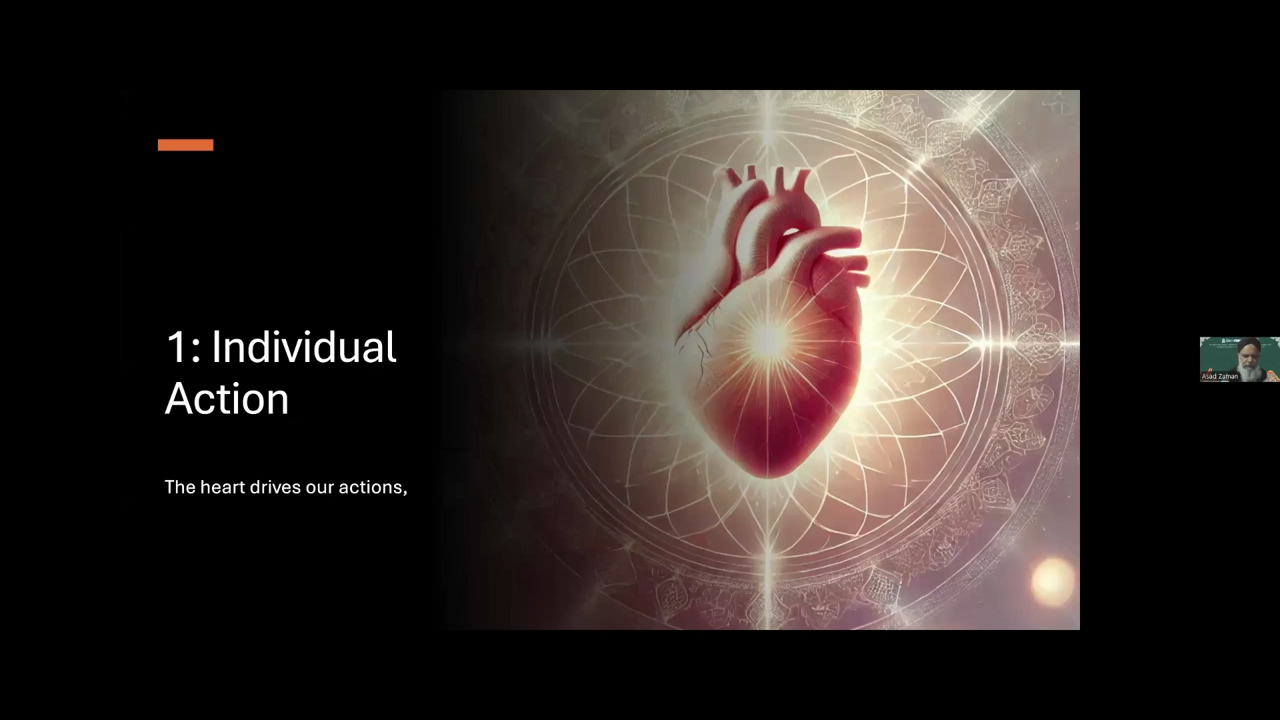 1: Individual
Action
The heart drives our actions,
Asad Zaman